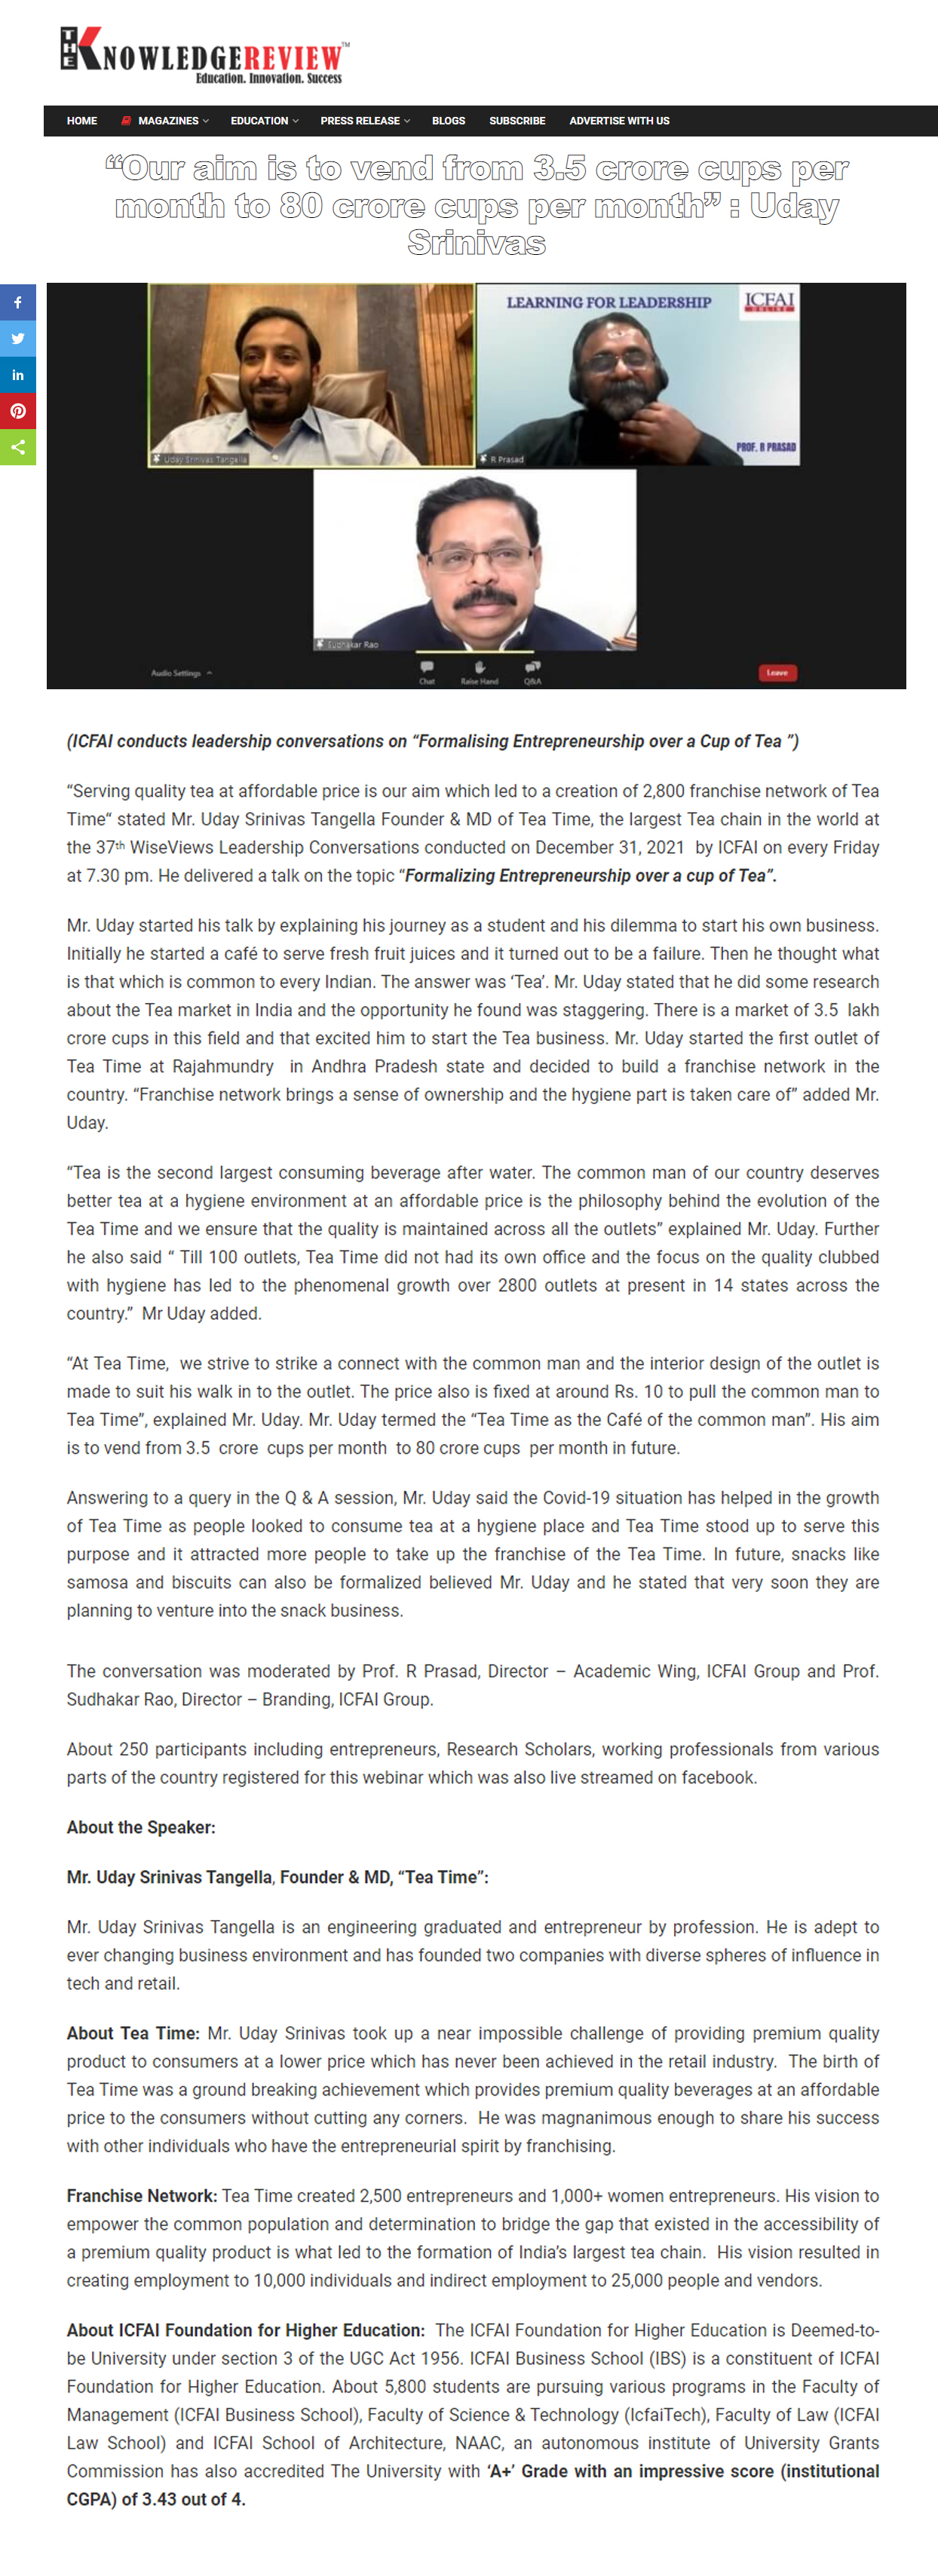 THE KNOWLEDGEREVIEW™
Education. Innovation. Success
HOME MAGAZINES EDUCATION PRESS RELEASE BLOGS SUBSCRIBE ADVERTISE WITH US
“Our aim is to vend from 3.5 crore cups per
month to 80 crore cups per month” : Uday
Srinivas
LEARNING FOR LEADERSHIP
ICFAI
ONLINE
PROF. R PRASAD
Uday Srinivas Tangella
R Prasad
Sudhakar Rao
Audio Settings
Chat
Raise Hand
Q&A
Leave
(ICFAI conducts leadership conversations on “Formalising Entrepreneurship over a Cup of Tea ”)
“Serving quality tea at affordable price is our aim which led to a creation of 2,800 franchise network of Tea
Time“ stated Mr. Uday Srinivas Tangella Founder & MD of Tea Time, the largest Tea chain in the world at
the 37th WiseViews Leadership Conversations conducted on December 31, 2021 by ICFAI on every Friday
at 7.30 pm. He delivered a talk on the topic “Formalizing Entrepreneurship over a cup of Tea”.
Mr. Uday started his talk by explaining his journey as a student and his dilemma to start his own business.
Initially he started a café to serve fresh fruit juices and it turned out to be a failure. Then he thought what
is that which is common to every Indian. The answer was ‘Tea’. Mr. Uday stated that he did some research
about the Tea market in India and the opportunity he found was staggering. There is a market of 3.5 lakh
crore cups in this field and that excited him to start the Tea business. Mr. Uday started the first outlet of
Tea Time at Rajahmundry in Andhra Pradesh state and decided to build a franchise network in the
country. “Franchise network brings a sense of ownership and the hygiene part is taken care of” added Mr.
Uday.
“Tea is the second largest consuming beverage after water. The common man of our country deserves
better tea at a hygiene environment at an affordable price is the philosophy behind the evolution of the
Tea Time and we ensure that the quality is maintained across all the outlets” explained Mr. Uday. Further
he also said “ Till 100 outlets, Tea Time did not had its own office and the focus on the quality clubbed
with hygiene has led to the phenomenal growth over 2800 outlets at present in 14 states across the
country.” Mr Uday added.
“At Tea Time, we strive to strike a connect with the common man and the interior design of the outlet is
made to suit his walk in to the outlet. The price also is fixed at around Rs. 10 to pull the common man to
Tea Time”, explained Mr. Uday. Mr. Uday termed the “Tea Time as the Café of the common man”. His aim
is to vend from 3.5 crore cups per month to 80 crore cups per month in future.
Answering to a query in the Q & A session, Mr. Uday said the Covid-19 situation has helped in the growth
of Tea Time as people looked to consume tea at a hygiene place and Tea Time stood up to serve this
purpose and it attracted more people to take up the franchise of the Tea Time. In future, snacks like
samosa and biscuits can also be formalized believed Mr. Uday and he stated that very soon they are
planning to venture into the snack business.
The conversation was moderated by Prof. R Prasad, Director – Academic Wing, ICFAI Group and Prof.
Sudhakar Rao, Director – Branding, ICFAI Group.
About 250 participants including entrepreneurs, Research Scholars, working professionals from various
parts of the country registered for this webinar which was also live streamed on facebook.
About the Speaker:
Mr. Uday Srinivas Tangella, Founder & MD, “Tea Time”:
Mr. Uday Srinivas Tangella is an engineering graduated and entrepreneur by profession. He is adept to
ever changing business environment and has founded two companies with diverse spheres of influence in
tech and retail.
About Tea Time: Mr. Uday Srinivas took up a near impossible challenge of providing premium quality
product to consumers at a lower price which has never been achieved in the retail industry. The birth of
Tea Time was a ground breaking achievement which provides premium quality beverages at an affordable
price to the consumers without cutting any corners. He was magnanimous enough to share his success
with other individuals who have the entrepreneurial spirit by franchising.
Franchise Network: Tea Time created 2,500 entrepreneurs and 1,000+ women entrepreneurs. His vision to
empower the common population and determination to bridge the gap that existed in the accessibility of
a premium quality product is what led to the formation of India’s largest tea chain. His vision resulted in
creating employment to 10,000 individuals and indirect employment to 25,000 people and vendors.
About ICFAI Foundation for Higher Education: The ICFAI Foundation for Higher Education is Deemed-to-
be University under section 3 of the UGC Act 1956. ICFAI Business School (IBS) is a constituent of ICFAI
Foundation for Higher Education. About 5,800 students are pursuing various programs in the Faculty of
Management (ICFAI Business School), Faculty of Science & Technology (IcfaiTech), Faculty of Law (ICFAI
Law School) and ICFAI School of Architecture, NAAC, an autonomous institute of University Grants
Commission has also accredited The University with ‘A+’ Grade with an impressive score (institutional
CGPA) of 3.43 out of 4.